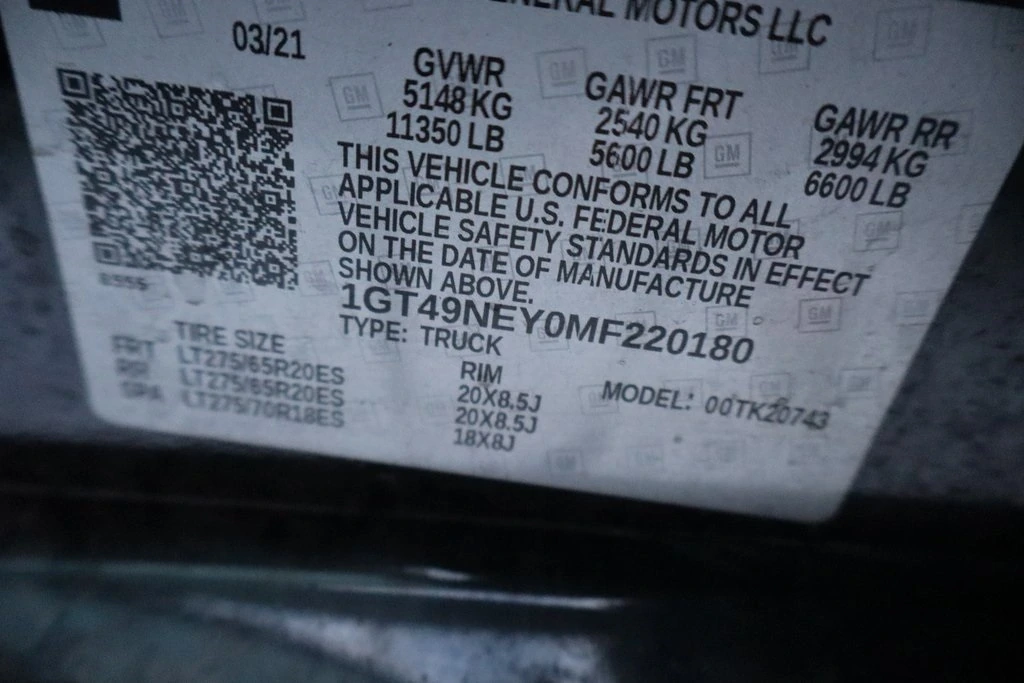 GENERAL MOTORS LLC
03/21
GVWR GAWR FRT GAWR RR
5148 KG 2540 KG 2994 KG
11350 LB 5600 LB 6600 LB
THIS VEHICLE CONFORMS TO ALL
APPLICABLE U.S. FEDERAL MOTOR
VEHICLE SAFETY STANDARDS IN EFFECT
ON THE DATE OF MANUFACTURE
SHOWN ABOVE.
1GT49NEY0MF220180
TYPE: TRUCK
TIRE SIZE RIM MODEL: 00TK20743
FRT LT275/65R20ES 20X8.5J
RR LT275/65R20ES 20X8.5J
SPA LT275/70R18ES 18X8J